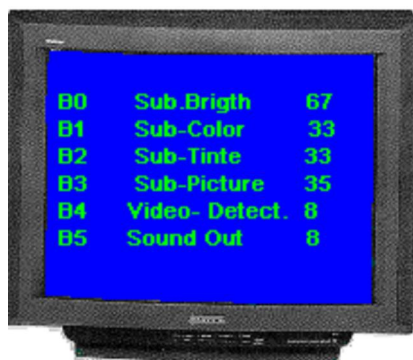 B0 Sub.Brigth 67
B1 Sub-Color 33
B2 Sub-Tinte 33
B3 Sub-Picture 35
B4 Video- Detect. 8
B5 Sound Out 8